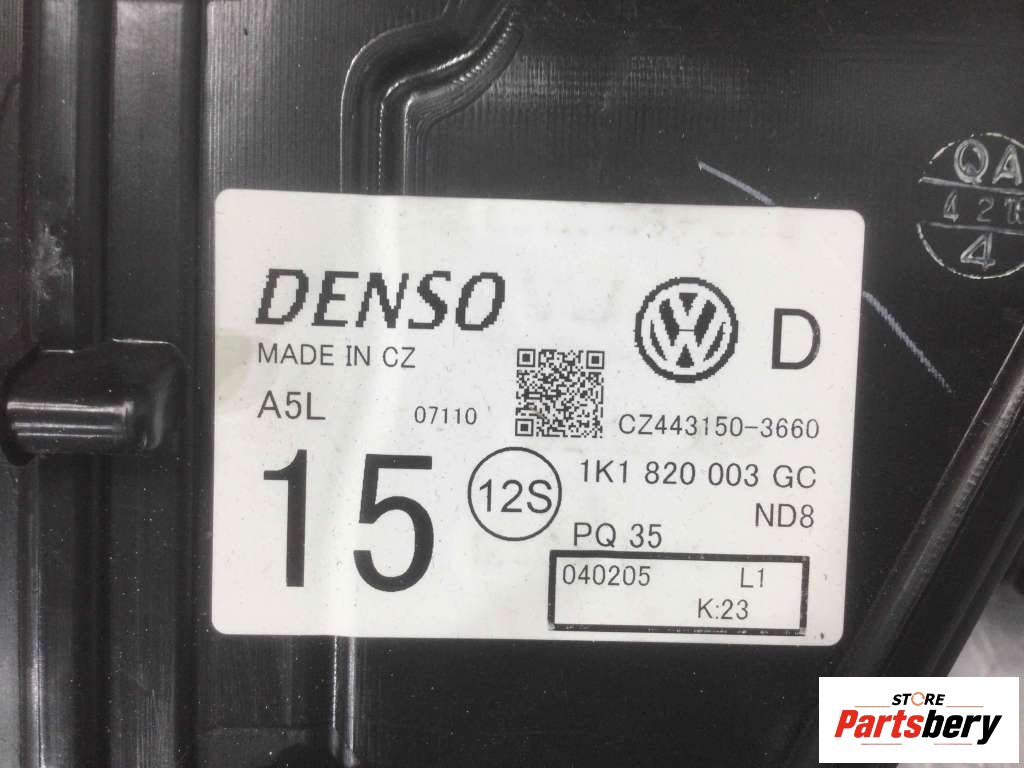 DENSO
MADE IN CZ
A5L 07110
15
12S
D
CZ443150-3660
1K1 820 003 GC
ND8
PQ 35
040205 L1
K:23
QA
4
STORE
Partsbery